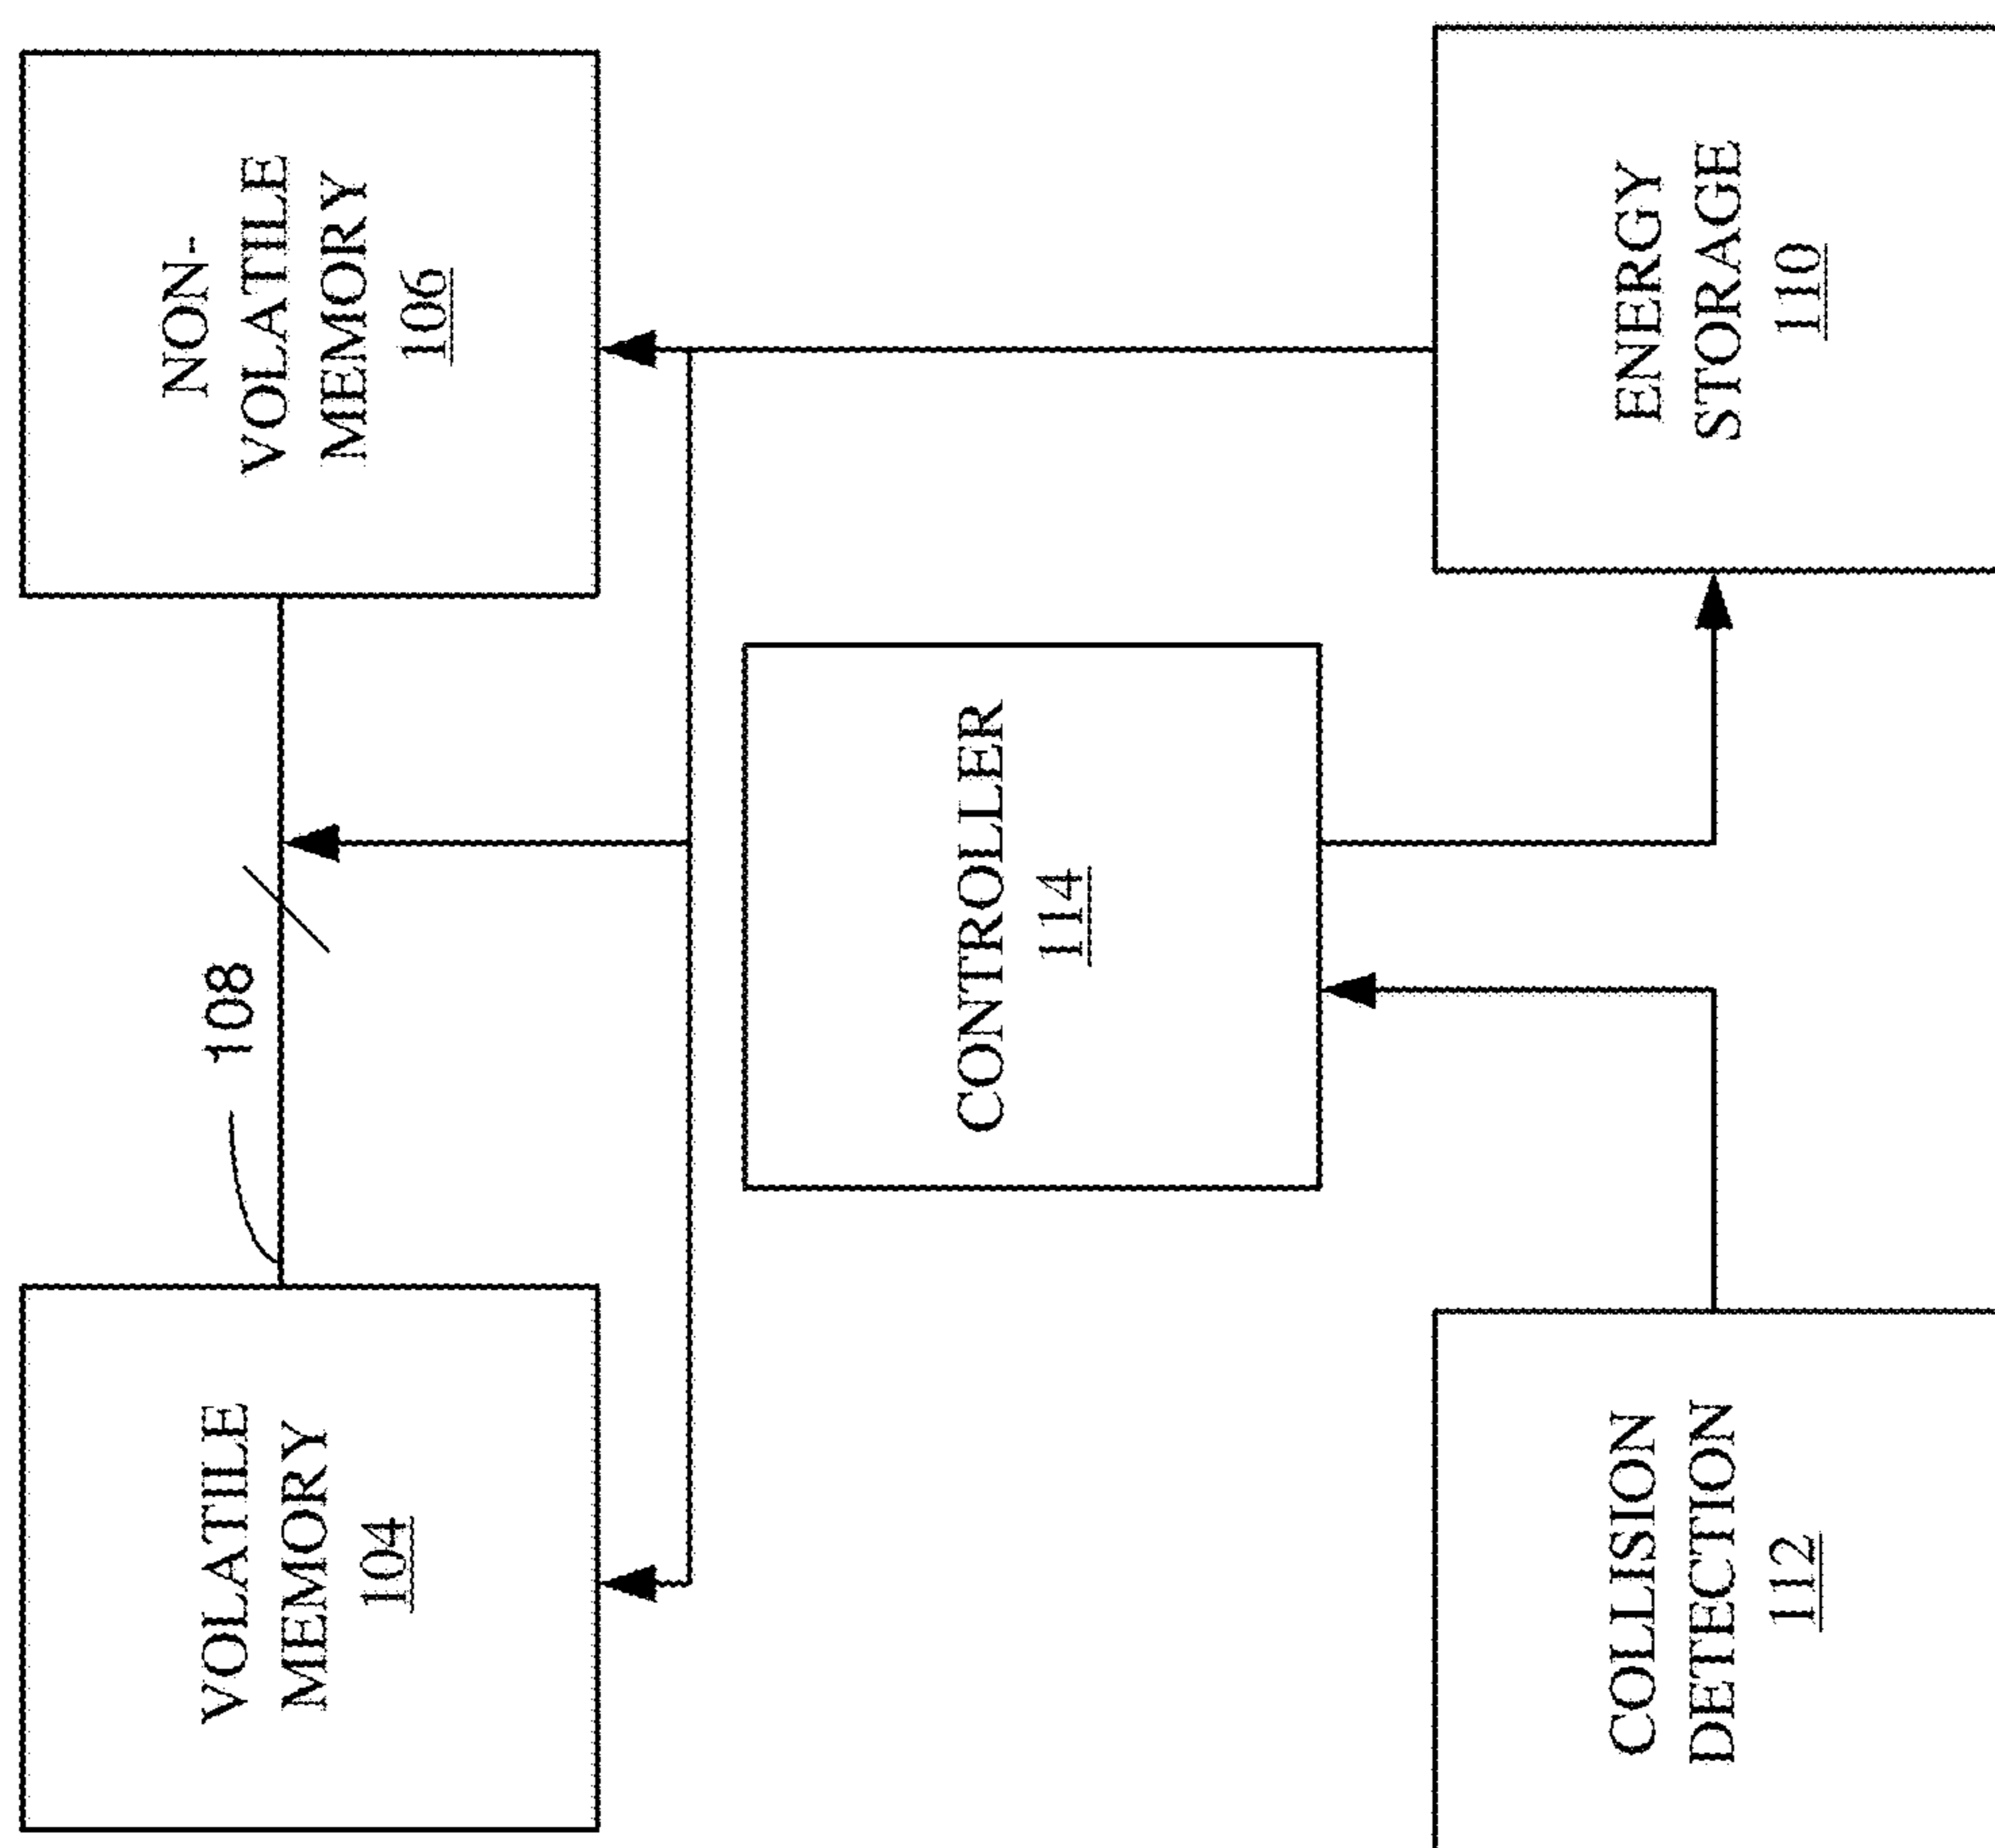 VOLATILE
MEMORY
104
108
NON-
VOLATILE
MEMORY
106
CONTROLLER
114
COLLISION
DETECTION
112
ENERGY
STORAGE
110